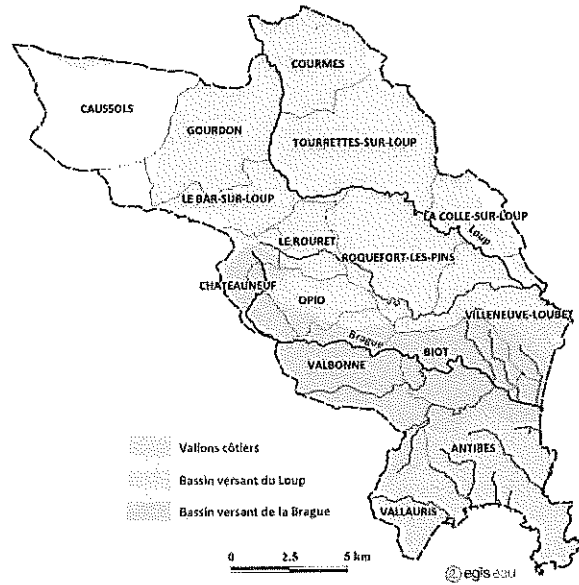 COURMES
CAUSSOLS
GOURDON
TOURRETTES-SUR-LOUP
LE BAR-SUR-LOUP
LA COLLE-SUR-LOUP
Loup
LE ROURET
ROQUEFORT-LES-PINS
CHATEAUNEUF
OPIO
VILLENEUVE-LOUBET
Brague
BIOT
VALBONNE
ANTIBES
VALLAURIS
Vallons côtiers
Bassin versant du Loup
Bassin versant de la Brague
0 2.5 5 km
egis eau